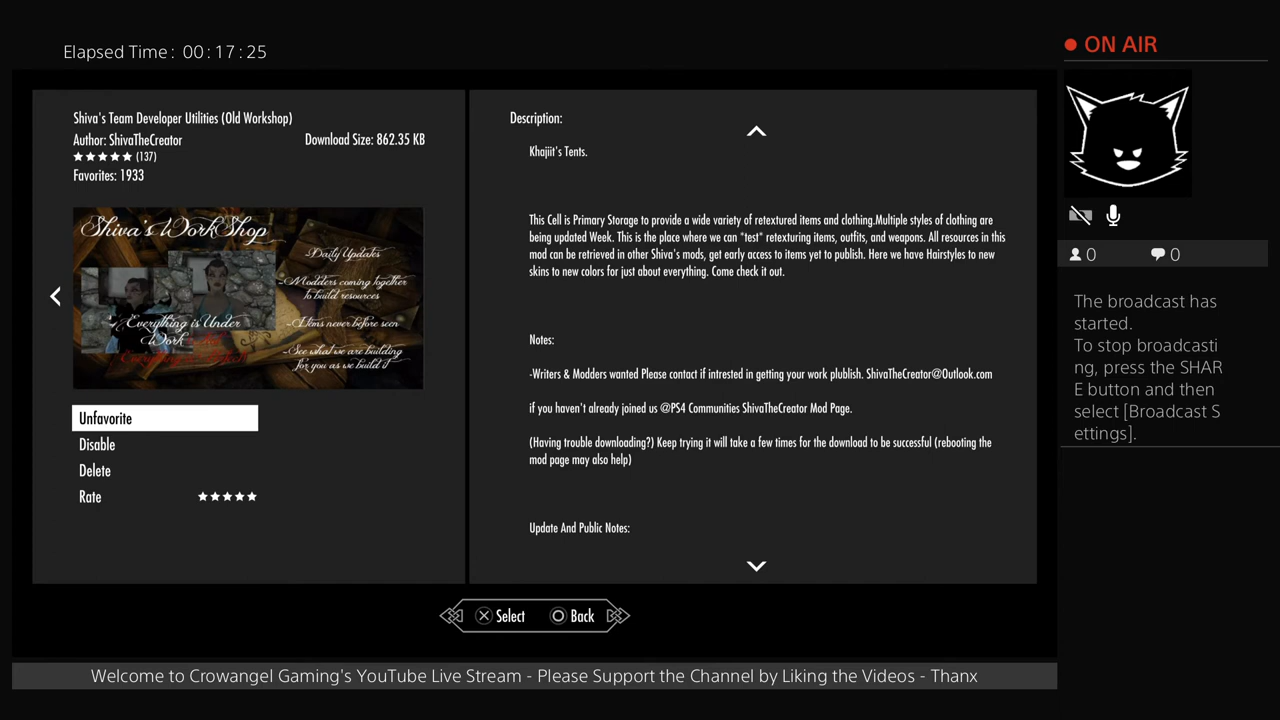 Elapsed Time: 00:17:25
ON AIR
Shiva's Team Developer Utilities (Old Workshop)
Author: ShivaTheCreator
Download Size: 862.35 KB
★★★★★ (137)
Favorites: 1933
Shiva's WorkShop
-Daily Updates
-Modders coming together
to build resources
-Items never before seen
-See what we are building
for you as we build it
Everything is Under
Work
Unfavorite
Disable
Delete
Rate ★★★★★
Description:
Khajiit's Tents.
This Cell is Primary Storage to provide a wide variety of retextured items and clothing.Multiple styles of clothing are
being updated Week. This is the place where we can *test* retexturing items, outfits, and weapons. All resources in this
mod can be retrieved in other Shiva's mods, get early access to items yet to publish. Here we have Hairstyles to new
skins to new colors for just about everything. Come check it out.
Notes:
-Writers & Modders wanted Please contact if intrested in getting your work plublish. ShivaTheCreator@Outlook.com
if you haven't already joined us @PS4 Communities ShivaTheCreator Mod Page.
(Having trouble downloading?) Keep trying it will take a few times for the download to be successful (rebooting the
mod page may also help)
Update And Public Notes:
0 0
The broadcast has
started.
To stop broadcasti
ng, press the SHAR
E button and then
select [Broadcast S
ettings].
Select Back
Welcome to Crowangel Gaming's YouTube Live Stream - Please Support the Channel by Liking the Videos - Thanx